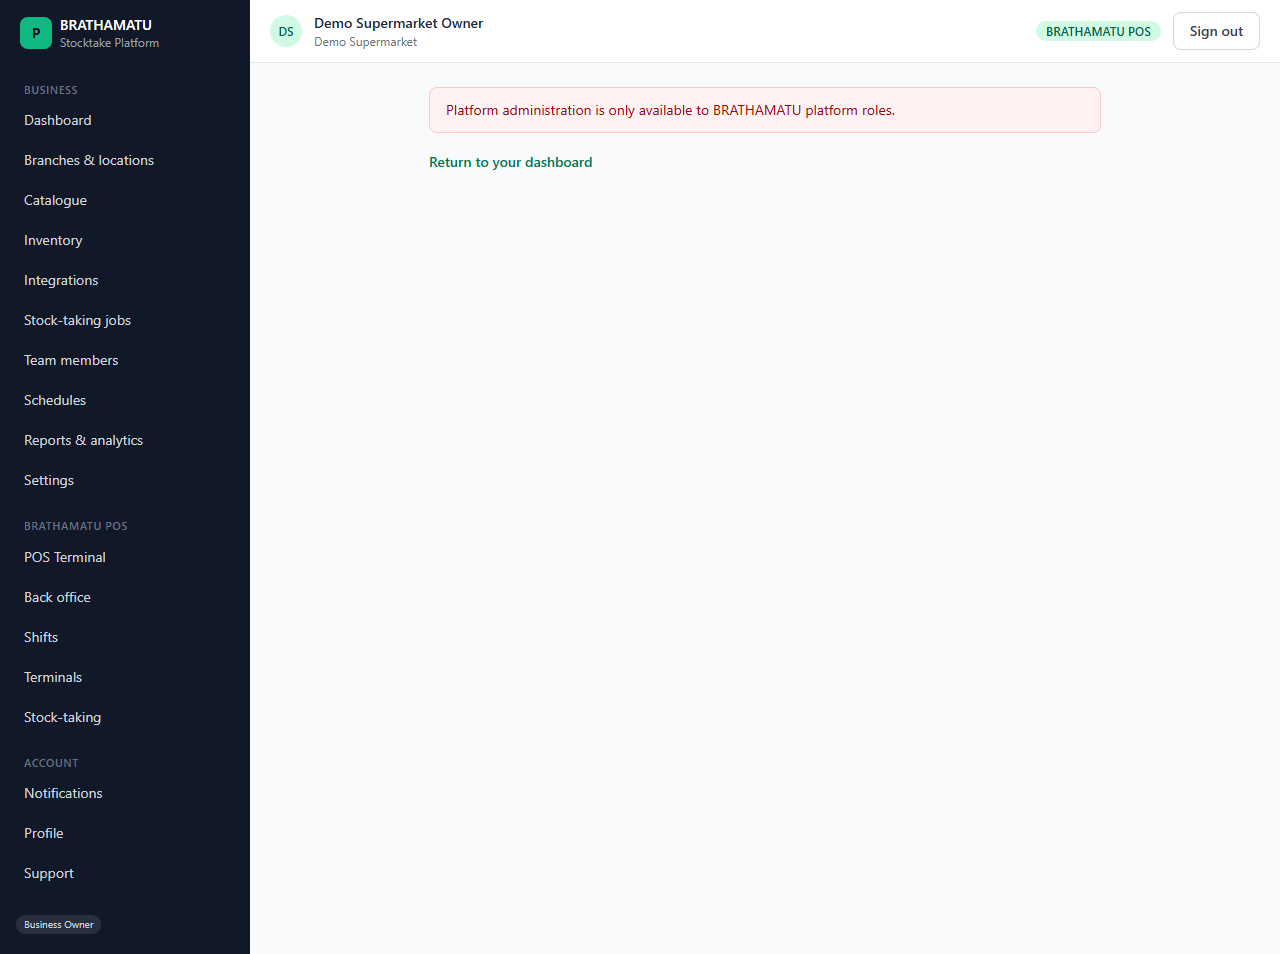 P
BRATHAMATU
Stocktake Platform
BUSINESS
Dashboard
Branches & locations
Catalogue
Inventory
Integrations
Stock-taking jobs
Team members
Schedules
Reports & analytics
Settings
BRATHAMATU POS
POS Terminal
Back office
Shifts
Terminals
Stock-taking
ACCOUNT
Notifications
Profile
Support
Business Owner
DS
Demo Supermarket Owner
Demo Supermarket
BRATHAMATU POS
Sign out
Platform administration is only available to BRATHAMATU platform roles.
Return to your dashboard